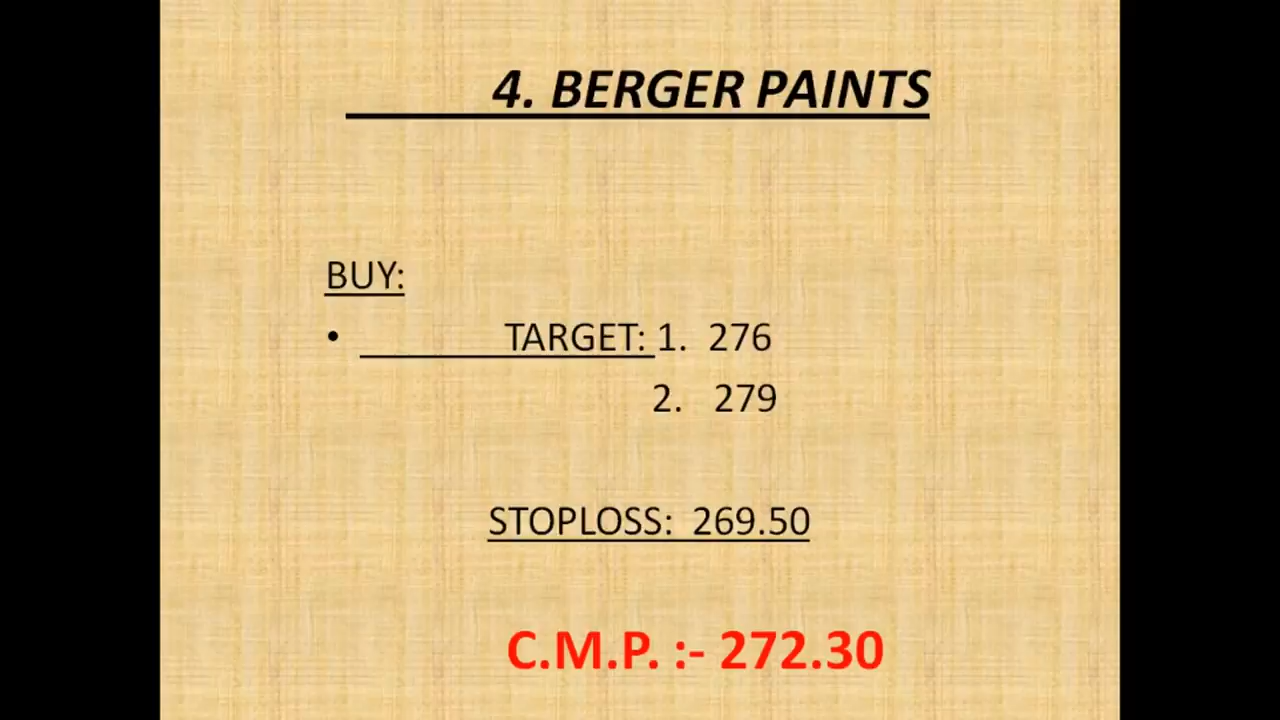 4. BERGER PAINTS
BUY:
• TARGET: 1. 276
2. 279
STOPLOSS: 269.50
C.M.P. :- 272.30